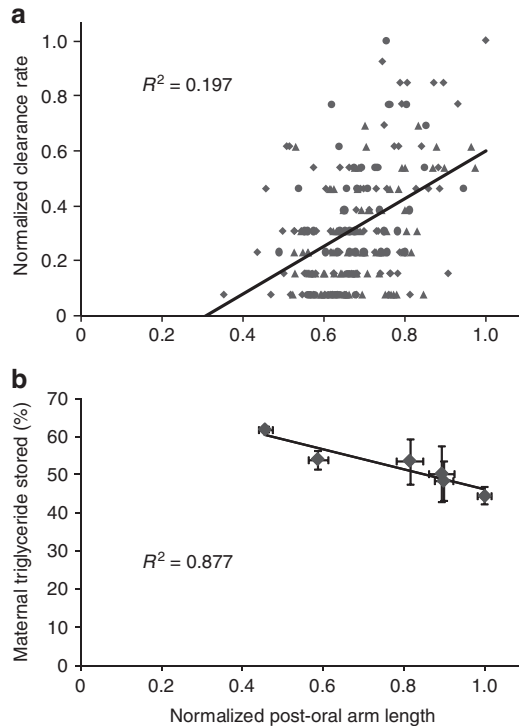 a
Normalized clearance rate
1.0
0.8
0.6
0.4
0.2
0
R² = 0.197
0 0.2 0.4 0.6 0.8 1.0
b
Maternal triglyceride stored (%)
70
60
50
40
30
20
10
0
R² = 0.877
0 0.2 0.4 0.6 0.8 1.0
Normalized post-oral arm length